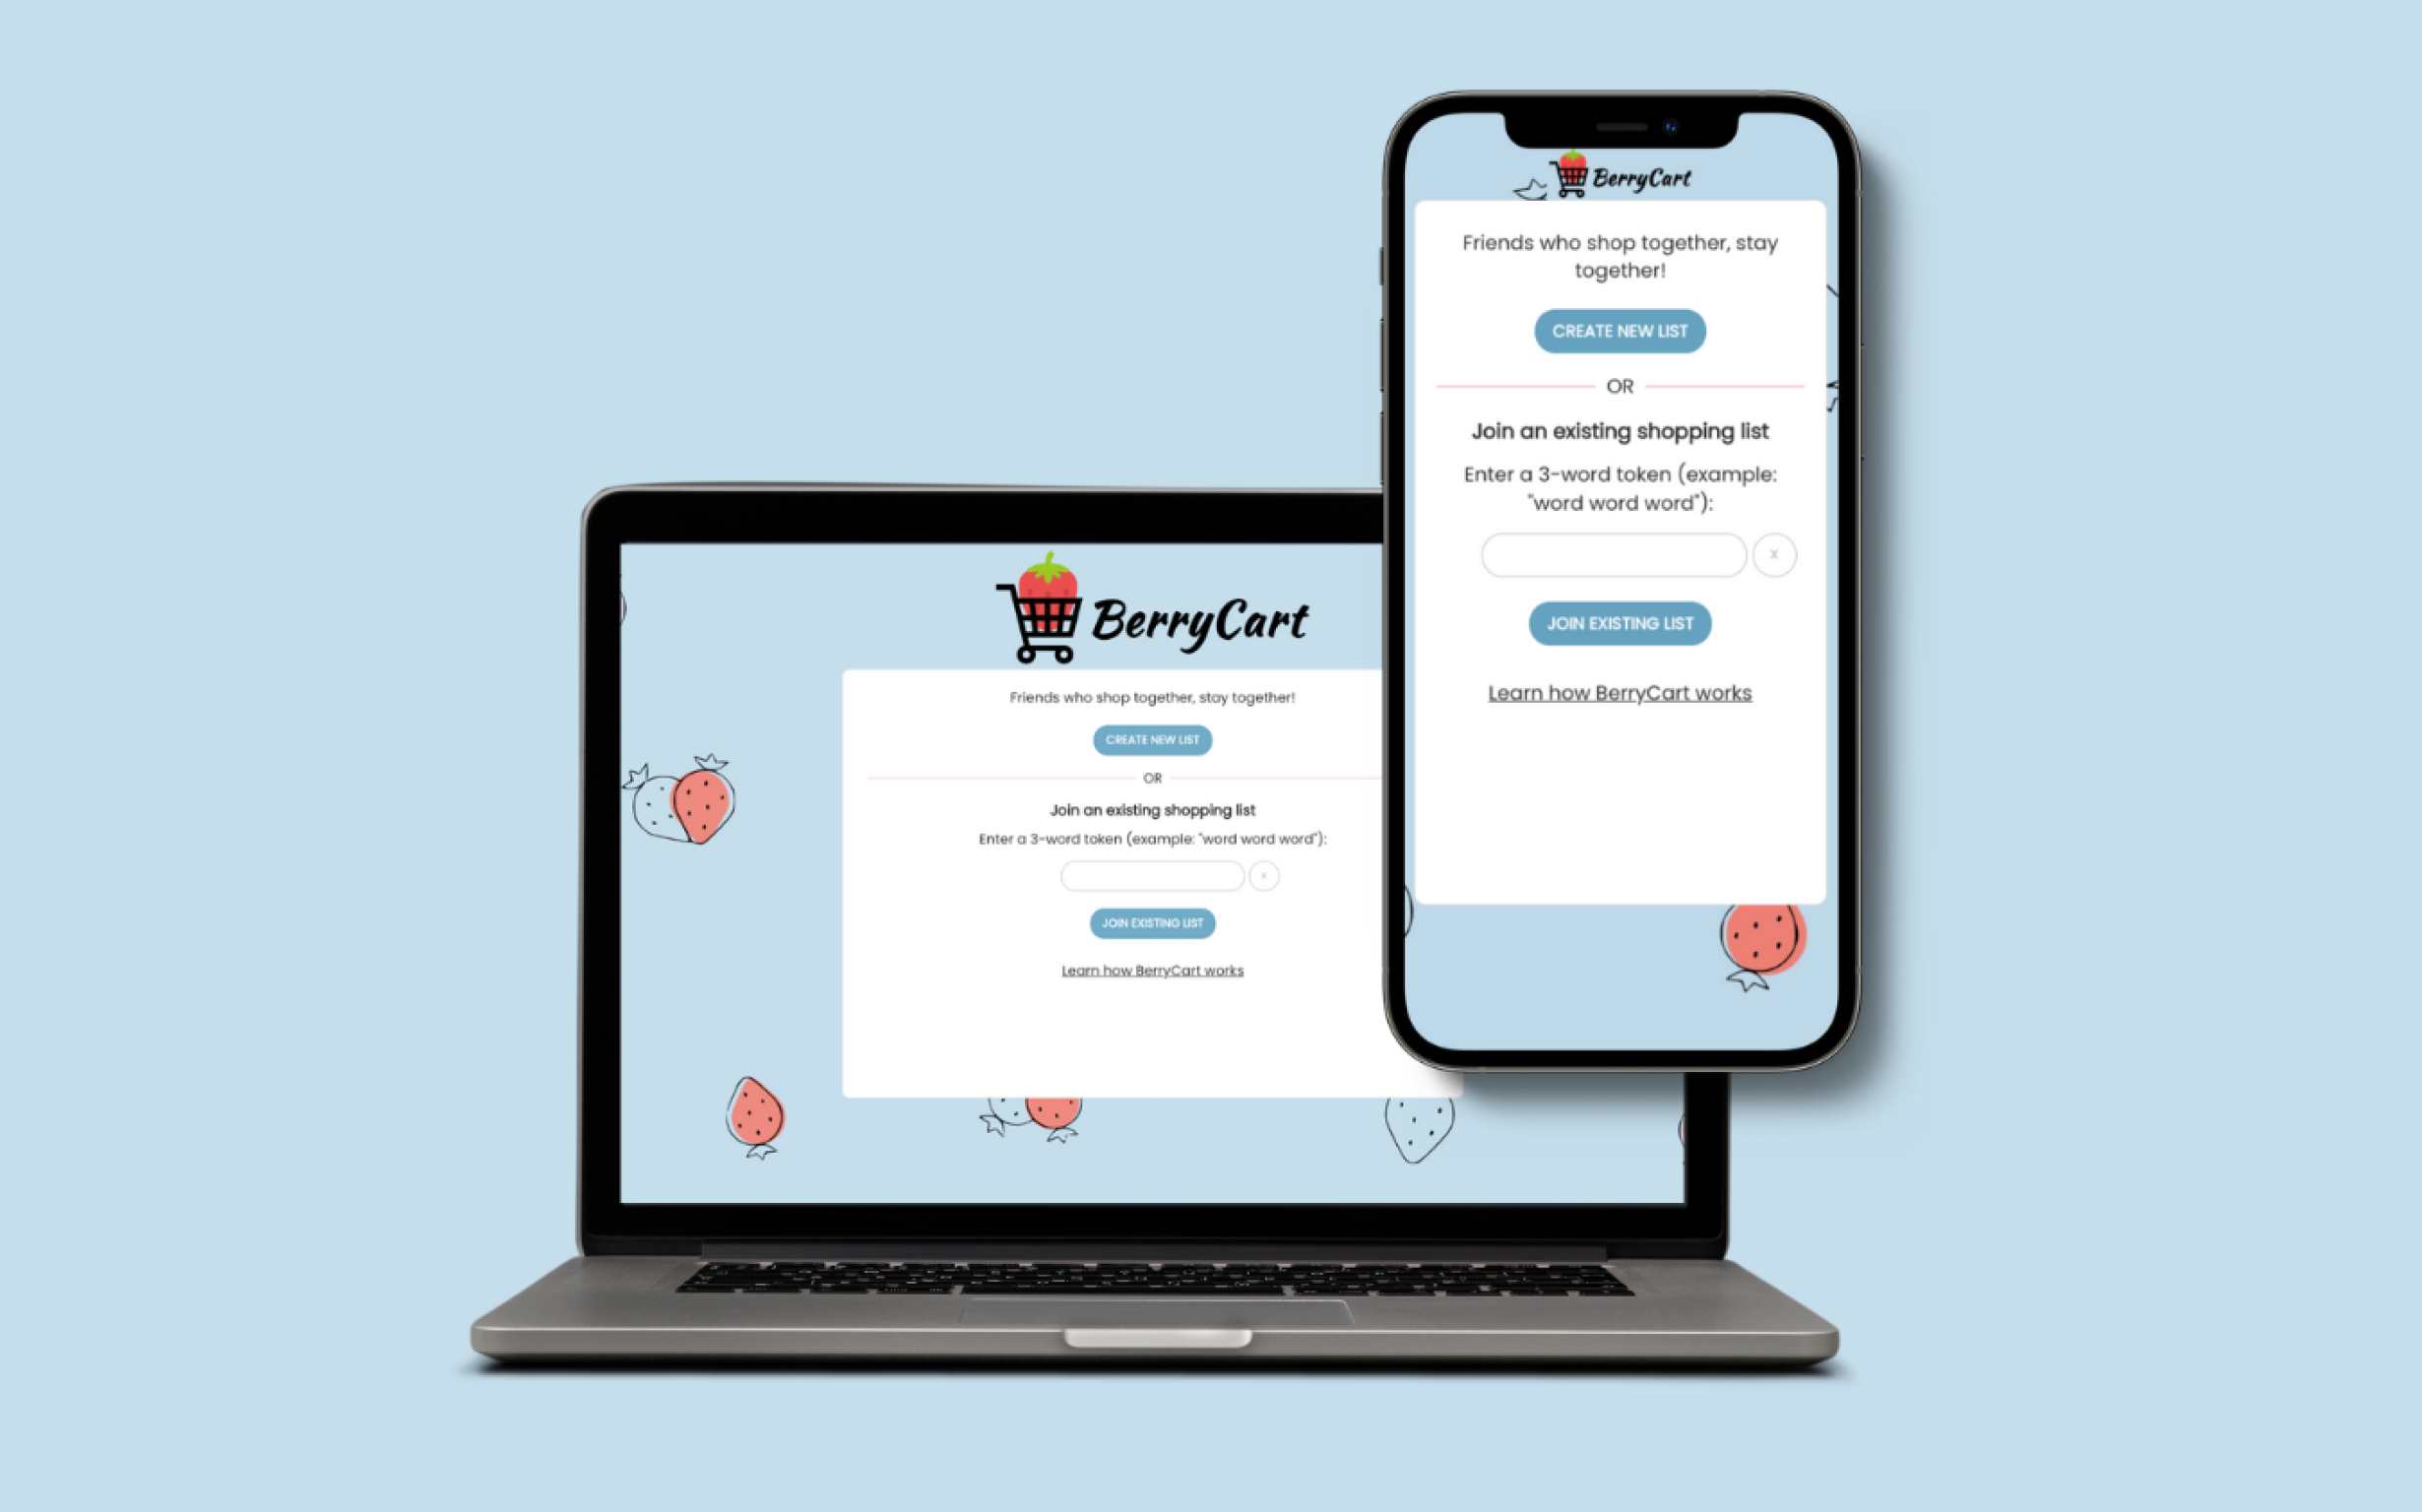 BerryCart
Friends who shop together, stay
together!
CREATE NEW LIST
OR
Join an existing shopping list
Enter a 3-word token (example:
"word word word"):
x
JOIN EXISTING LIST
Learn how BerryCart works
BerryCart
Friends who shop together, stay together!
CREATE NEW LIST
OR
Join an existing shopping list
Enter a 3-word token (example: "word word word"):
x
JOIN EXISTING LIST
Learn how BerryCart works